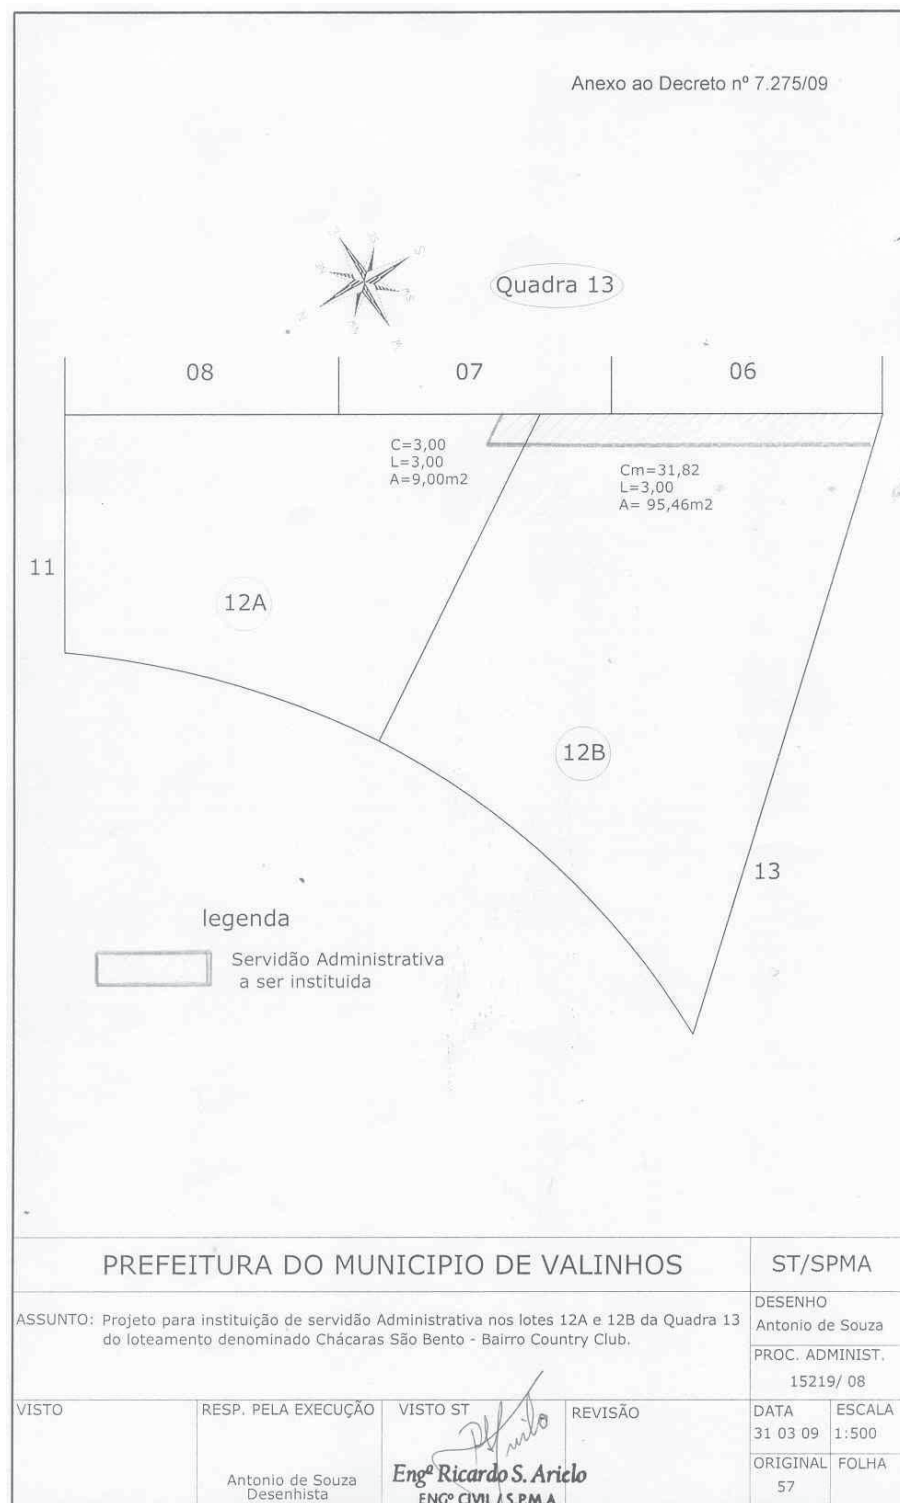 Anexo ao Decreto nº 7.275/09
Quadra 13
08
07
06
C=3,00
L=3,00
A=9,00m2
Cm=31,82
L=3,00
A= 95,46m2
11
12A
12B
13
legenda
Servidão Administrativa
a ser instituida
PREFEITURA DO MUNICIPIO DE VALINHOS
ST/SPMA
ASSUNTO: Projeto para instituição de servidão Administrativa nos lotes 12A e 12B da Quadra 13
do loteamento denominado Chácaras São Bento - Bairro Country Club.
DESENHO
Antonio de Souza
PROC. ADMINIST.
15219/ 08
VISTO
RESP. PELA EXECUÇÃO
Antonio de Souza
Desenhista
VISTO ST
Engº Ricardo S. Arielo
ENGº CIVIL / S.P.M.A
REVISÃO
DATA
31 03 09
ESCALA
1:500
ORIGINAL
57
FOLHA